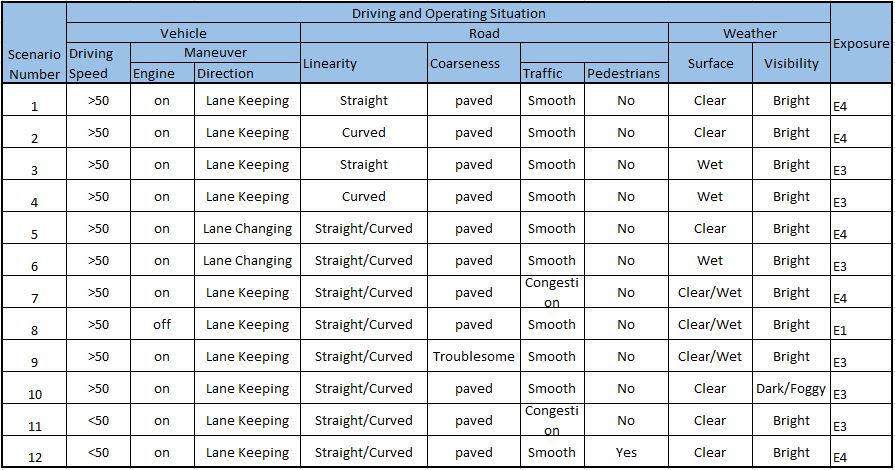 Driving and Operating Situation
Vehicle Road Weather
Scenario Number Driving Speed Maneuver Linearity Coarseness Surface Visibility Exposure
Engine Direction Traffic Pedestrians
1 >50 on Lane Keeping Straight paved Smooth No Clear Bright E4
2 >50 on Lane Keeping Curved paved Smooth No Clear Bright E4
3 >50 on Lane Keeping Straight paved Smooth No Wet Bright E3
4 >50 on Lane Keeping Curved paved Smooth No Wet Bright E3
5 >50 on Lane Changing Straight/Curved paved Smooth No Clear Bright E4
6 >50 on Lane Changing Straight/Curved paved Smooth No Wet Bright E3
7 >50 on Lane Keeping Straight/Curved paved Congestion No Clear/Wet Bright E4
8 >50 off Lane Keeping Straight/Curved paved Smooth No Clear/Wet Bright E1
9 >50 on Lane Keeping Straight/Curved Troublesome Smooth No Clear/Wet Bright E3
10 >50 on Lane Keeping Straight/Curved paved Smooth No Clear Dark/Foggy E3
11 <50 on Lane Keeping Straight/Curved paved Congestion No Clear Bright E3
12 <50 on Lane Keeping Straight/Curved paved Smooth Yes Clear Bright E4